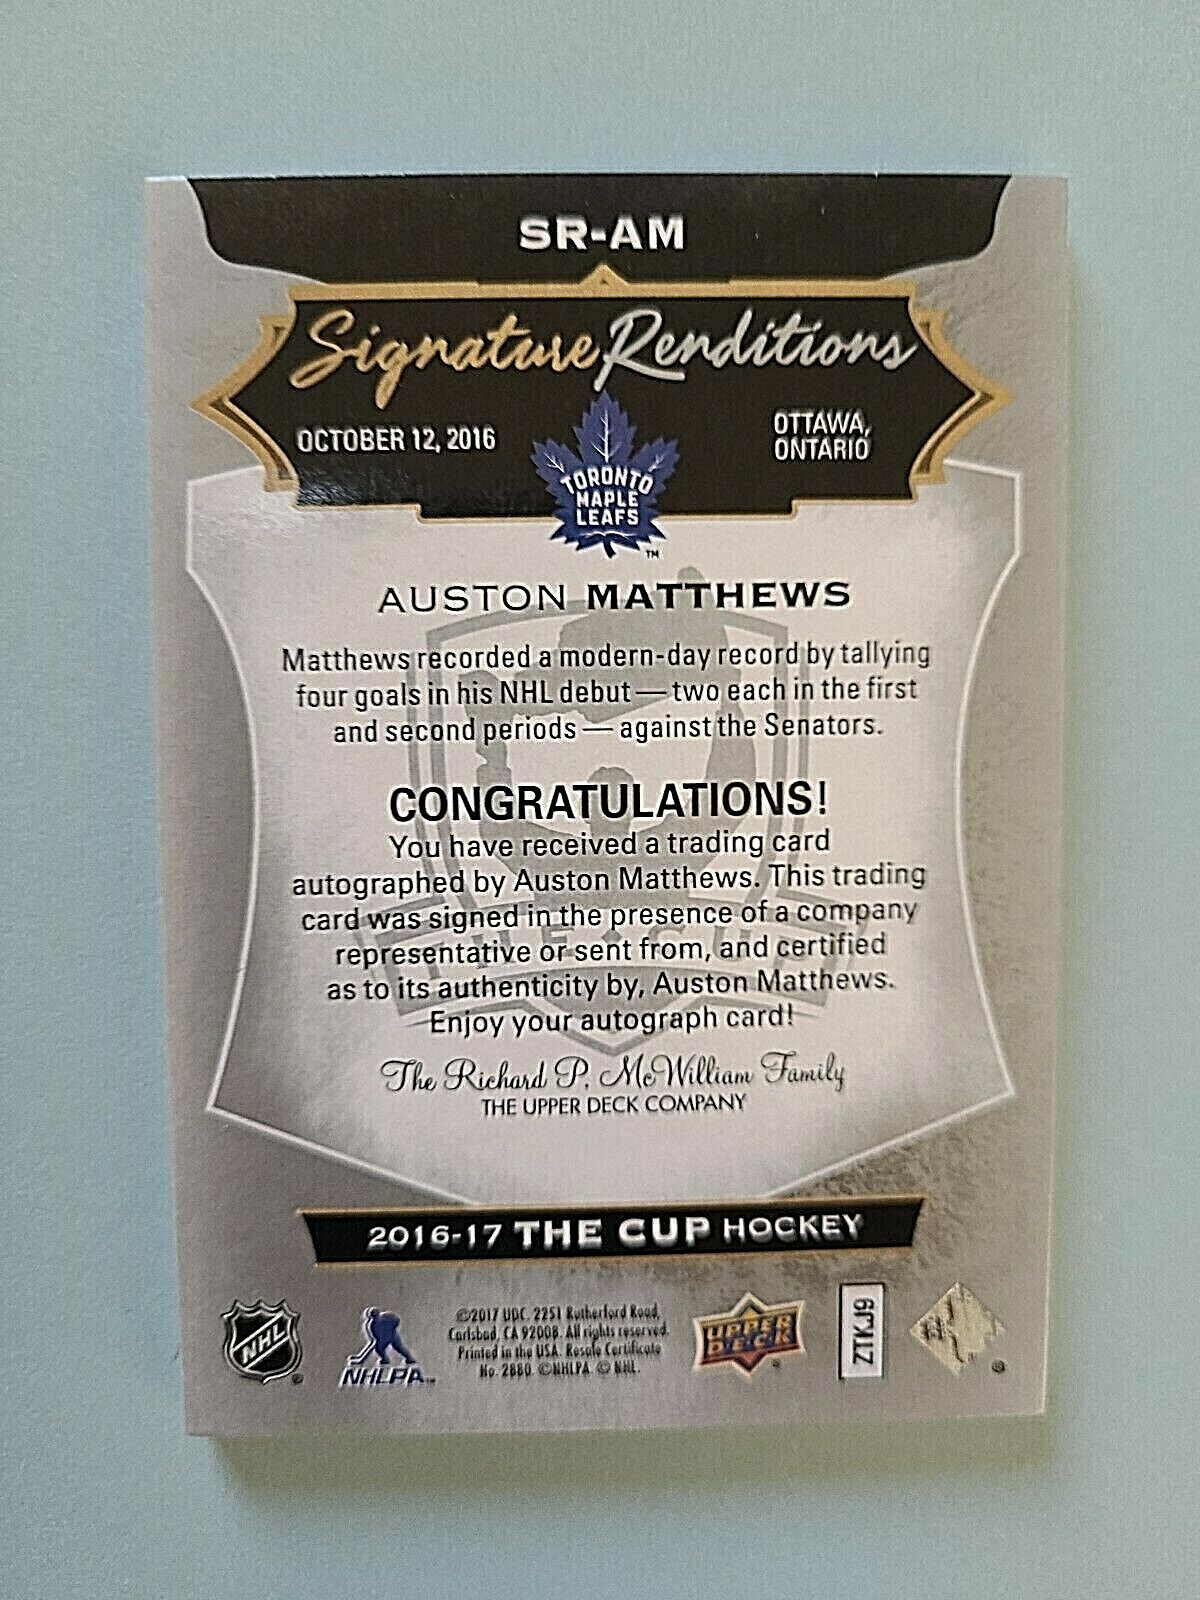 SR-AM
Signature Renditions
OCTOBER 12, 2016
OTTAWA,
ONTARIO
TORONTO
MAPLE
LEAFS
TM
AUSTON MATTHEWS
Matthews recorded a modern-day record by tallying
four goals in his NHL debut — two each in the first
and second periods — against the Senators.
CONGRATULATIONS!
You have received a trading card
autographed by Auston Matthews. This trading
card was signed in the presence of a company
representative or sent from, and certified
as to its authenticity by, Auston Matthews.
Enjoy your autograph card!
THE CUP
The Richard P. McWilliam Family
THE UPPER DECK COMPANY
2016-17 THE CUP HOCKEY
NHL
®
NHLPA
©2017 UDC. 2251 Rutherford Road,
Carlsbad, CA 92008. All rights reserved.
Printed in the USA. Resale Certificate
No. 2880. ©NHLPA. © NHL.
UPPER
DECK
®
ZTKJ9
®